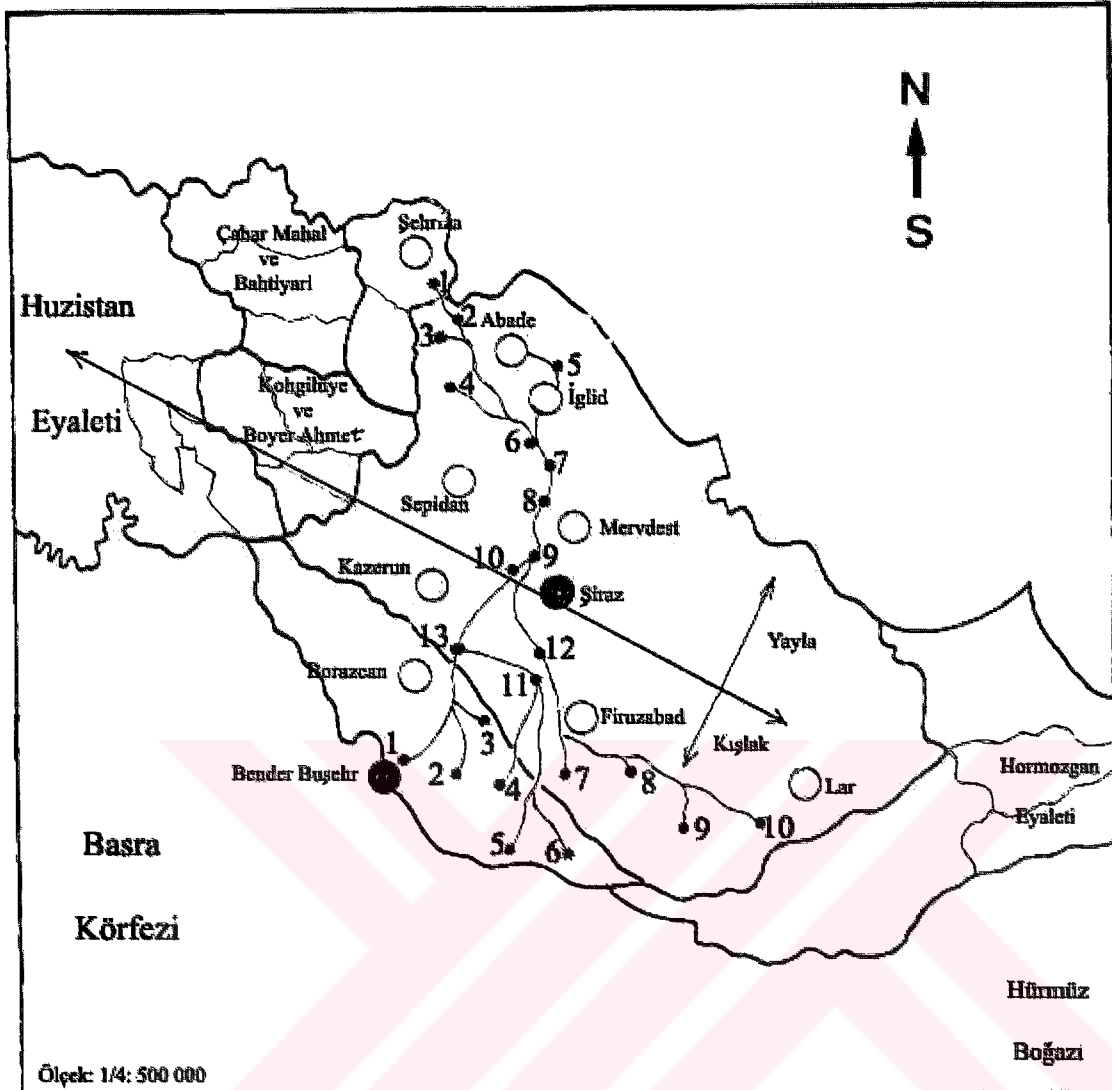 N
S
Şehrıza
Çahar Mahal
ve
Bahtiyari
Huzistan
Eyaleti
1
2
Abade
3
5
4
İglid
Kohgiluye
ve
Boyer Ahmet
6
7
Sepidan
8
Mervdest
9
10
Kazerun
Şiraz
13
12
Yayla
Borazcan
11
Firuzabad
3
Kışlak
1
Bender Buşehr
2
4
7
8
Lar
Hormozgan
Eyaleti
9
10
5
6
Basra
Körfezi
Hürmüz
Boğazi
Ölçek: 1/4: 500 000